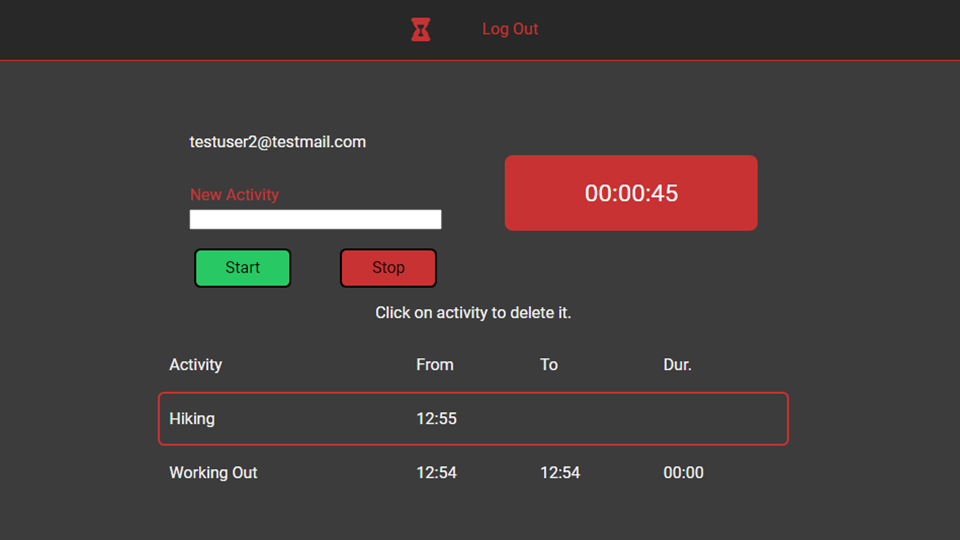 Log Out
testuser2@testmail.com
New Activity
00:00:45
Start Stop
Click on activity to delete it.
Activity From To Dur.
Hiking 12:55
Working Out 12:54 12:54 00:00